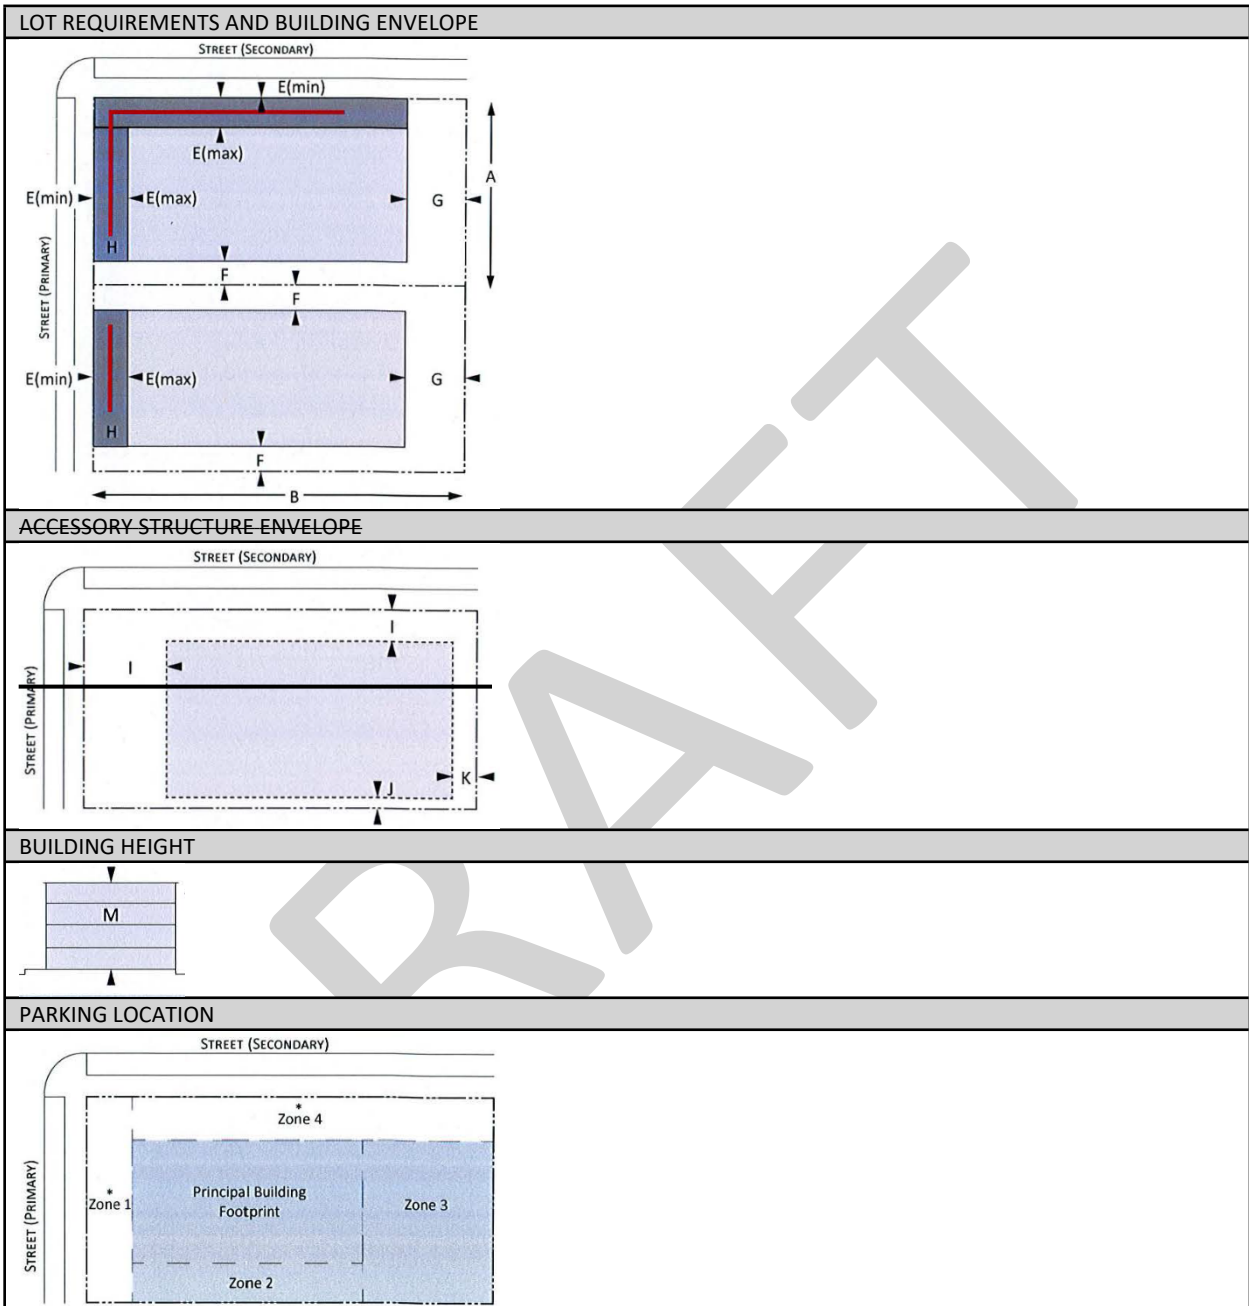 LOT REQUIREMENTS AND BUILDING ENVELOPE
STREET (SECONDARY)
E(min)
E(max)
A
E(min)
E(max)
G
H
F
F
STREET (PRIMARY)
E(min)
E(max)
G
H
F
B
ACCESSORY STRUCTURE ENVELOPE
STREET (SECONDARY)
I
I
STREET (PRIMARY)
K
J
BUILDING HEIGHT
M
PARKING LOCATION
STREET (SECONDARY)
*
Zone 4
*
Zone 1
Principal Building
Footprint
Zone 3
STREET (PRIMARY)
Zone 2
DRAFT